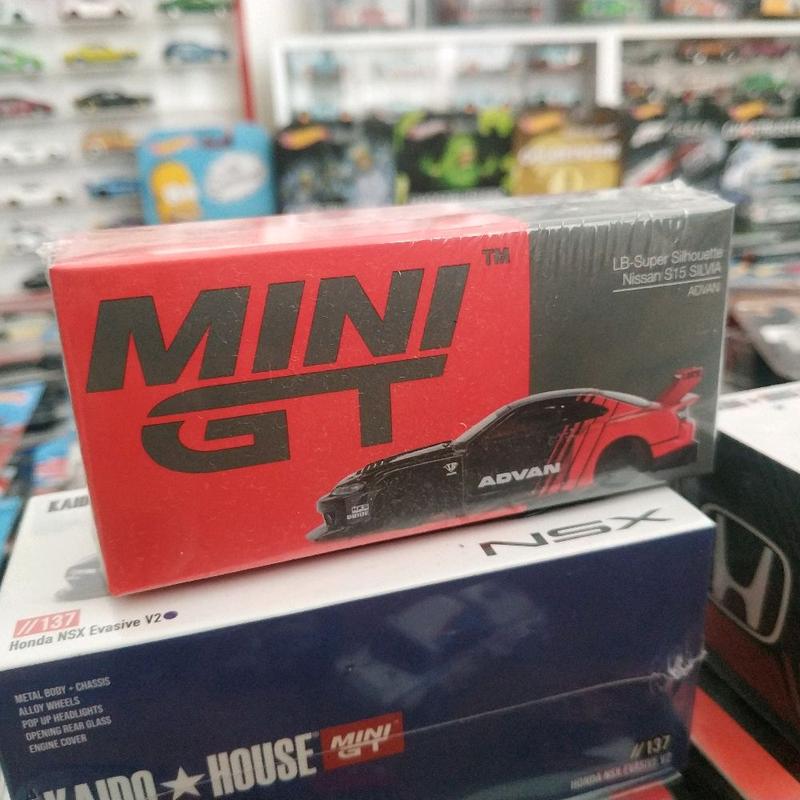 MINI
GT
TM
LB-Super Silhouette
Nissan S15 SILVIA
ADVAN
ADVAN
KAIDO
NSX
//137
Honda NSX Evasive V2
METAL BODY + CHASSIS
ALLOY WHEELS
POP UP HEADLIGHTS
OPENING REAR GLASS
ENGINE COVER
KAIDO★HOUSE
MINI
GT
//137
HONDA NSX EVASIVE V2